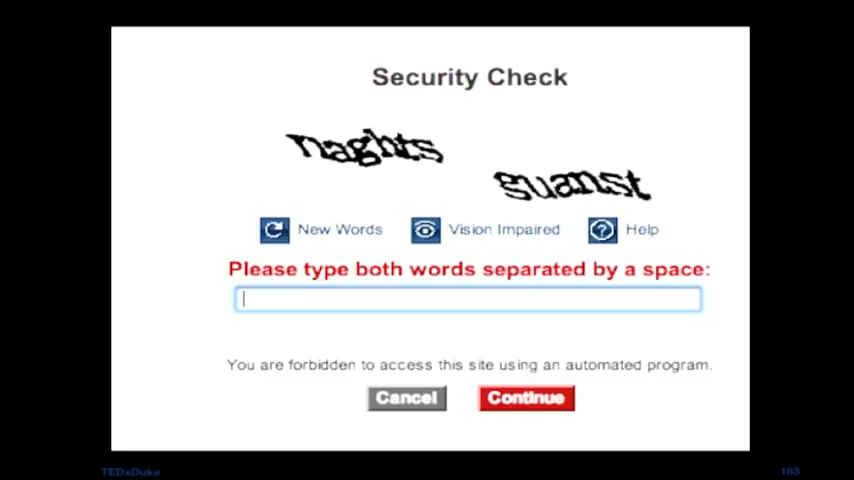 Security Check
naghts
guanst
New Words Vision Impaired Help
Please type both words separated by a space:
You are forbidden to access this site using an automated program.
Cancel Continue
TEDxDuke 183